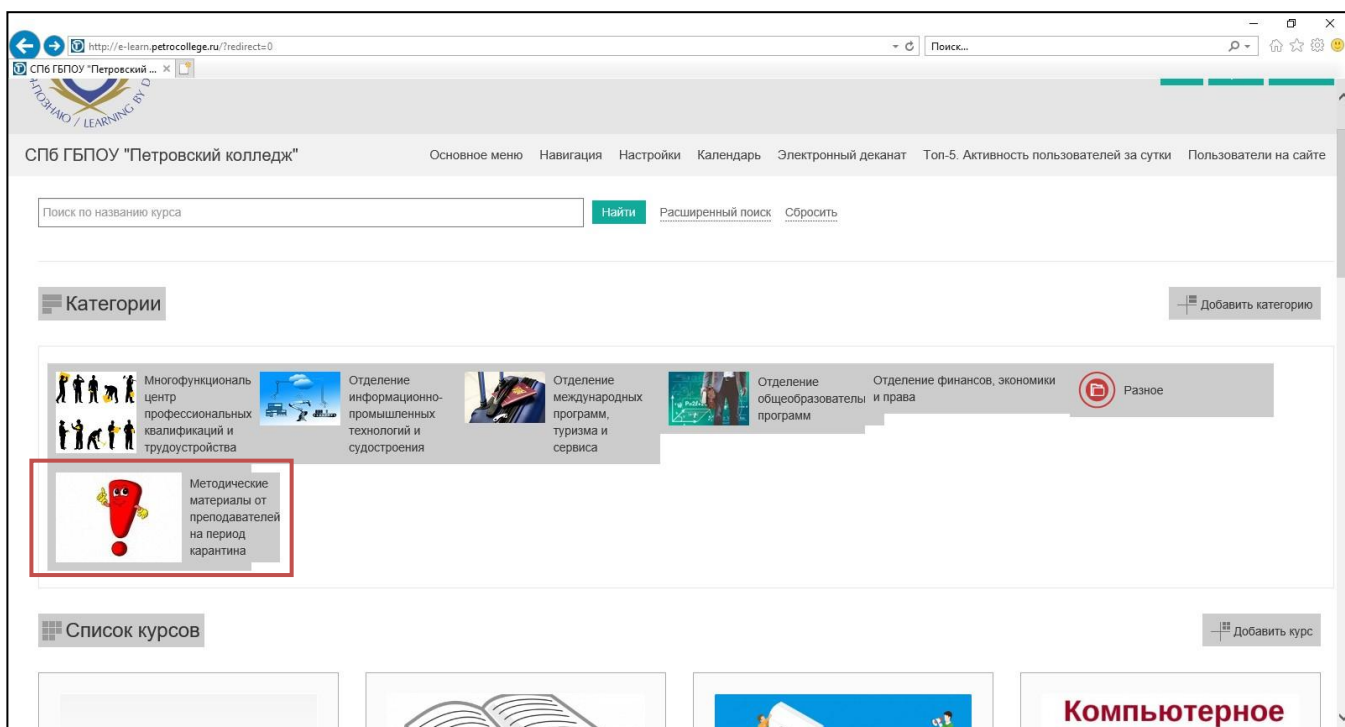 http://e-learn.petrocollege.ru/?redirect=0
Поиск...
СПб ГБПОУ "Петровский ...
ПОЗНАЮ / LEARNING BY D
СПб ГБПОУ "Петровский колледж"
Основное меню Навигация Настройки Календарь Электронный деканат Топ-5. Активность пользователей за сутки Пользователи на сайте
Поиск по названию курса
Найти Расширенный поиск Сбросить
Категории
Добавить категорию
Многофункциональ
центр
профессиональных
квалификаций и
трудоустройства
Отделение
информационно-
промышленных
технологий и
судостроения
Отделение
международных
программ,
туризма и
сервиса
Отделение
общеобразователы
программ
Отделение финансов, экономики
и права
Разное
Методические
материалы от
преподавателей
на период
карантина
Список курсов
Добавить курс
Компьютерное